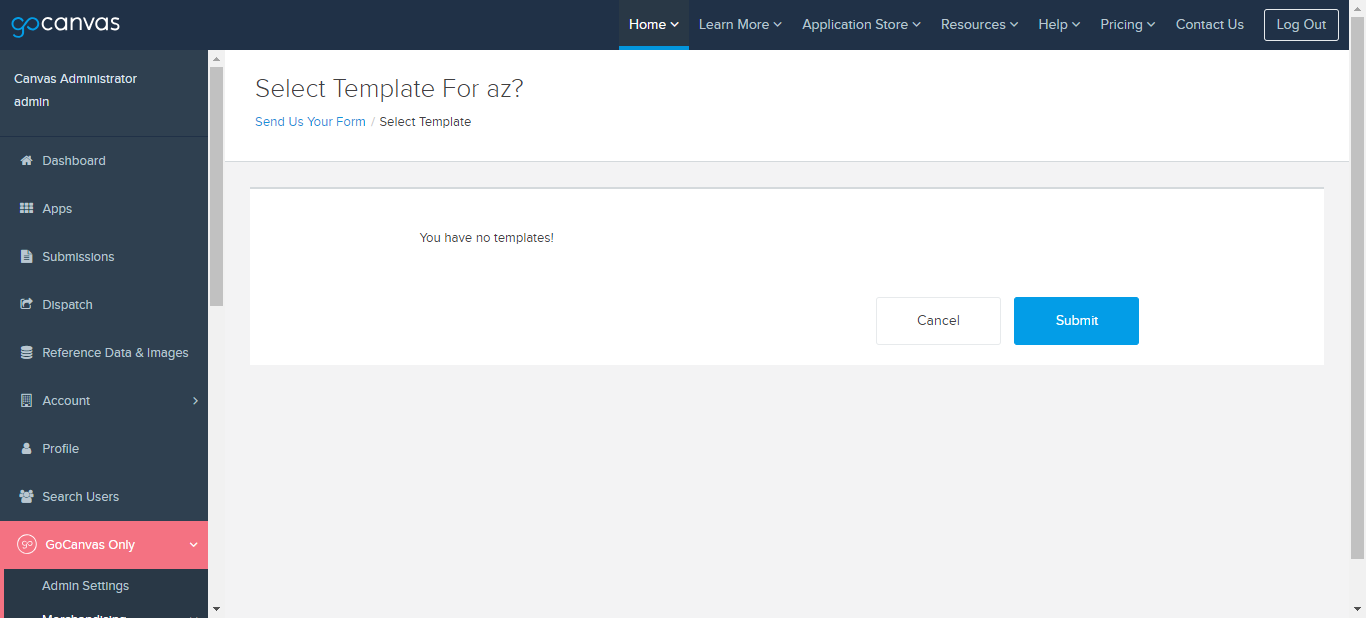 gocanvas
Home Learn More Application Store Resources Help Pricing Contact Us Log Out
Canvas Administrator
admin
Dashboard
Apps
Submissions
Dispatch
Reference Data & Images
Account
Profile
Search Users
go GoCanvas Only
Admin Settings
Merchandising
Select Template For az?
Send Us Your Form / Select Template
You have no templates!
Cancel Submit